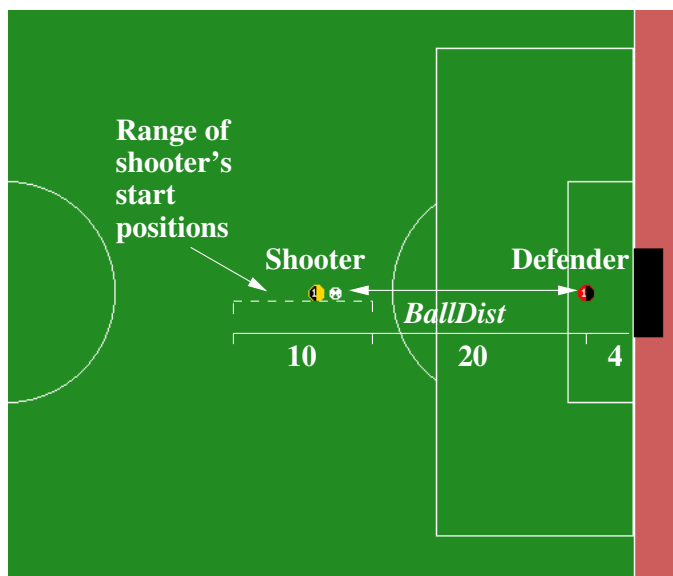 Range of
shooter's
start
positions
Shooter
Defender
1
1
BallDist
10
20
4